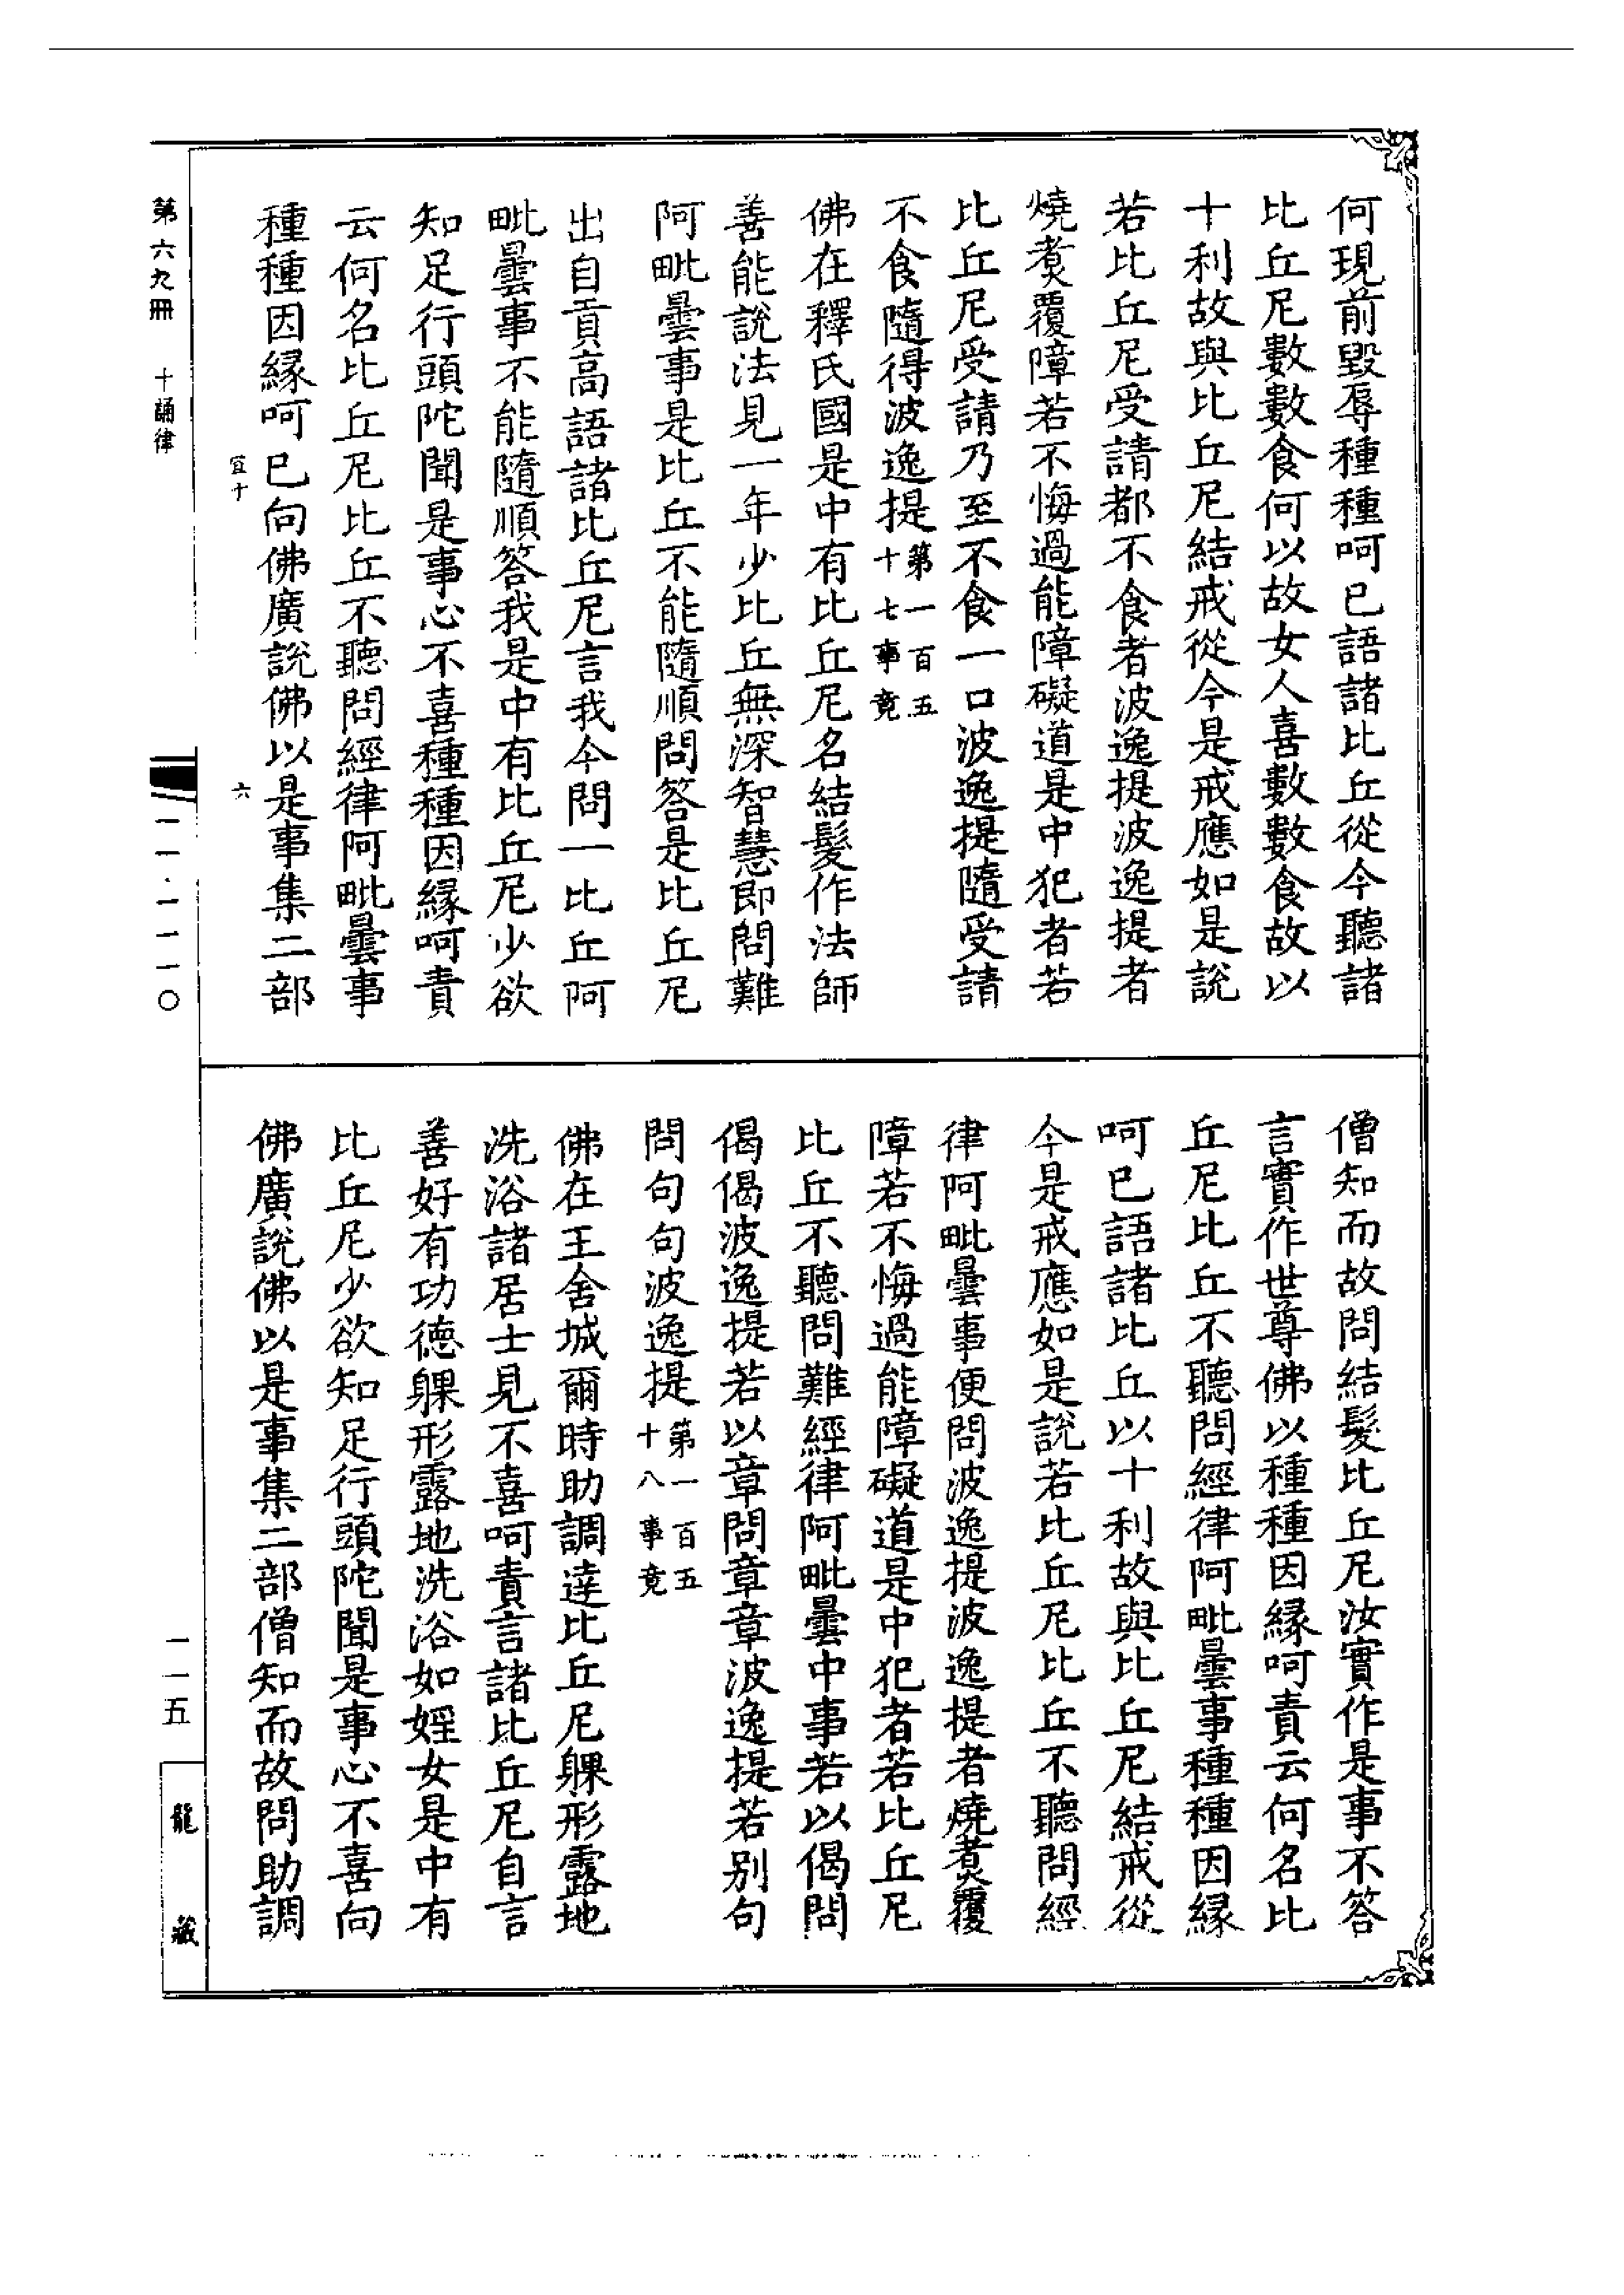 何現前毀辱種種呵已語諸比丘從今聽諸
比丘尼數數食何以故女人喜數數食故以
十利故與比丘尼結戒從今是戒應如是說
若比丘尼受請都不食者波逸提波逸提者
燒煑覆障若不悔過能障礙道是中犯者若
比丘尼受請乃至不食一口波逸提隨受請
不食隨得波逸提第一百五十七事竟
佛在釋氏國是中有比丘尼名結髮作法師
善能說法見一年少比丘無深智慧即問難
阿毗曇事是比丘不能隨順問答是比丘尼
出自貢高語諸比丘尼言我今問一比丘阿
毗曇事不能隨順答我是中有比丘尼少欲
知足行頭陀聞是事心不喜種種因緣呵責
云何名比丘尼比丘不聽問經律阿毗曇事
種種因緣呵已向佛廣說佛以是事集二部
僧知而故問結髮比丘尼汝實作是事不答
言實作世尊佛以種種因緣呵責云何名比
丘尼比丘不聽問經律阿毗曇事種種因緣
呵已語諸比丘以十利故與比丘尼結戒從
今是戒應如是說若比丘尼比丘不聽問經
律阿毗曇事便問波逸提波逸提者燒煑覆
障若不悔過能障礙道是中犯者若比丘尼
比丘不聽問難經律阿毗曇中事若以偈問
偈偈波逸提若以章問章章波逸提若别句
問句句波逸提第一百五十八事竟
佛在王舍城爾時助調達比丘尼躶形露地
洗浴諸居士見不喜呵責言諸比丘尼自言
善好有功德躶形露地洗浴如婬女是中有
比丘尼少欲知足行頭陀聞是事心不喜向
佛廣說佛以是事集二部僧知而故問助調
宜十
六
第六九冊
十誦律
一一·一一一〇
一一五
龍藏